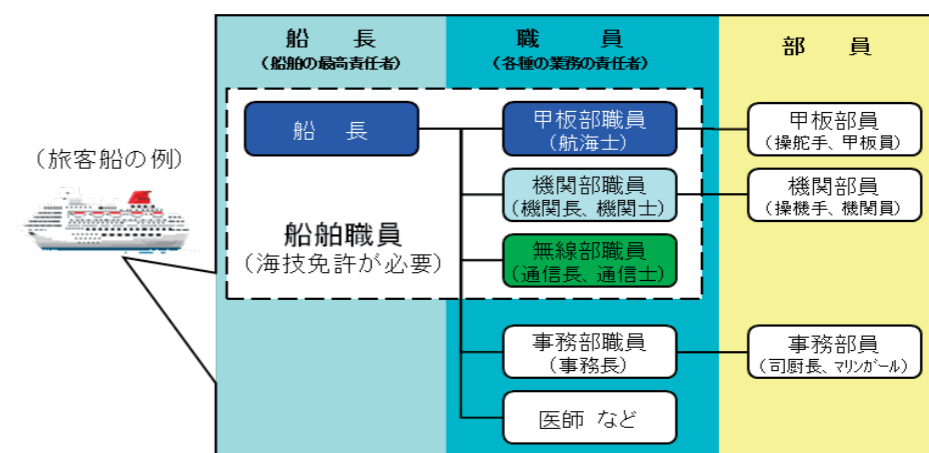 船　長
（船舶の最高責任者）
職　員
（各種の業務の責任者）
部　員
（旅客船の例）
船　長
船舶職員
（海技免許が必要）
甲板部職員
（航海士）
機関部職員
（機関長、機関士）
無線部職員
（通信長、通信士）
事務部職員
（事務長）
医師 など
甲板部員
（操舵手、甲板員）
機関部員
（操機手、機関員）
事務部員
（司厨長、マリンガール）